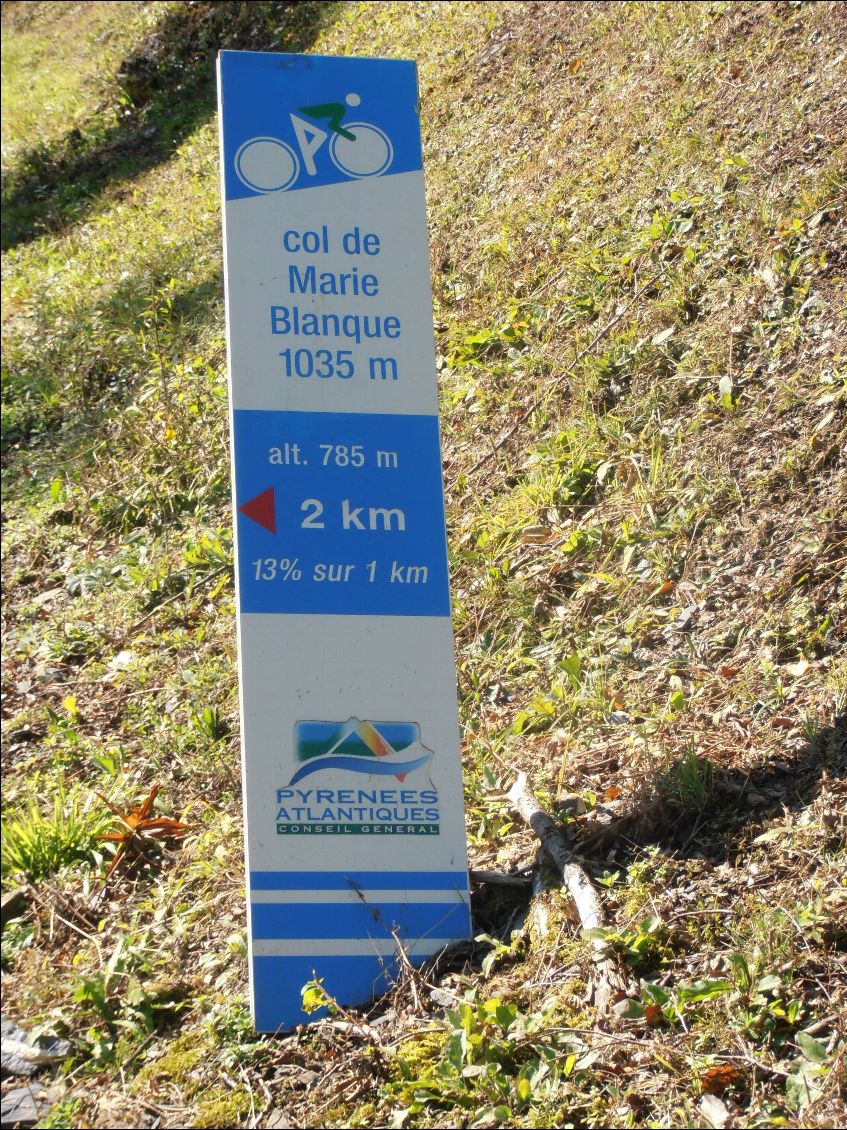 col de
Marie
Blanque
1035 m
alt. 785 m
2 km
13% sur 1 km
PYRENEES
ATLANTIQUES
CONSEIL GENERAL